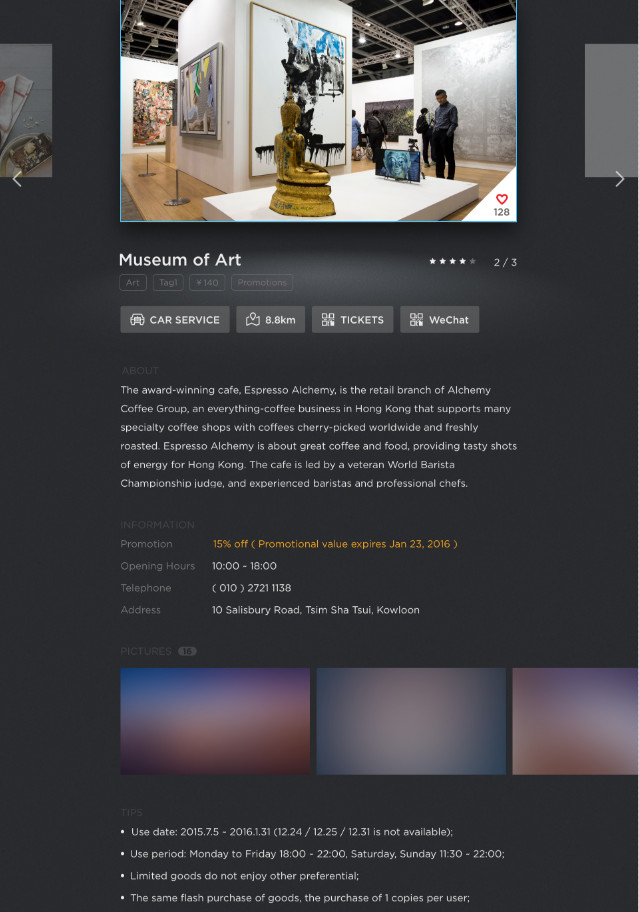 128
Museum of Art
2 / 3
Art Tag1 ¥140 Promotions
CAR SERVICE 8.8km TICKETS WeChat
ABOUT
The award-winning cafe, Espresso Alchemy, is the retail branch of Alchemy
Coffee Group, an everything-coffee business in Hong Kong that supports many
specialty coffee shops with coffees cherry-picked worldwide and freshly
roasted. Espresso Alchemy is about great coffee and food, providing tasty shots
of energy for Hong Kong. The cafe is led by a veteran World Barista
Championship judge, and experienced baristas and professional chefs.
INFORMATION
Promotion 15% off ( Promotional value expires Jan 23, 2016 )
Opening Hours 10:00 ~ 18:00
Telephone ( 010 ) 2721 1138
Address 10 Salisbury Road, Tsim Sha Tsui, Kowloon
PICTURES 16
TIPS
• Use date: 2015.7.5 ~ 2016.1.31 (12.24 / 12.25 / 12.31 is not available);
• Use period: Monday to Friday 18:00 ~ 22:00, Saturday, Sunday 11:30 ~ 22:00;
• Limited goods do not enjoy other preferential;
• The same flash purchase of goods, the purchase of 1 copies per user;